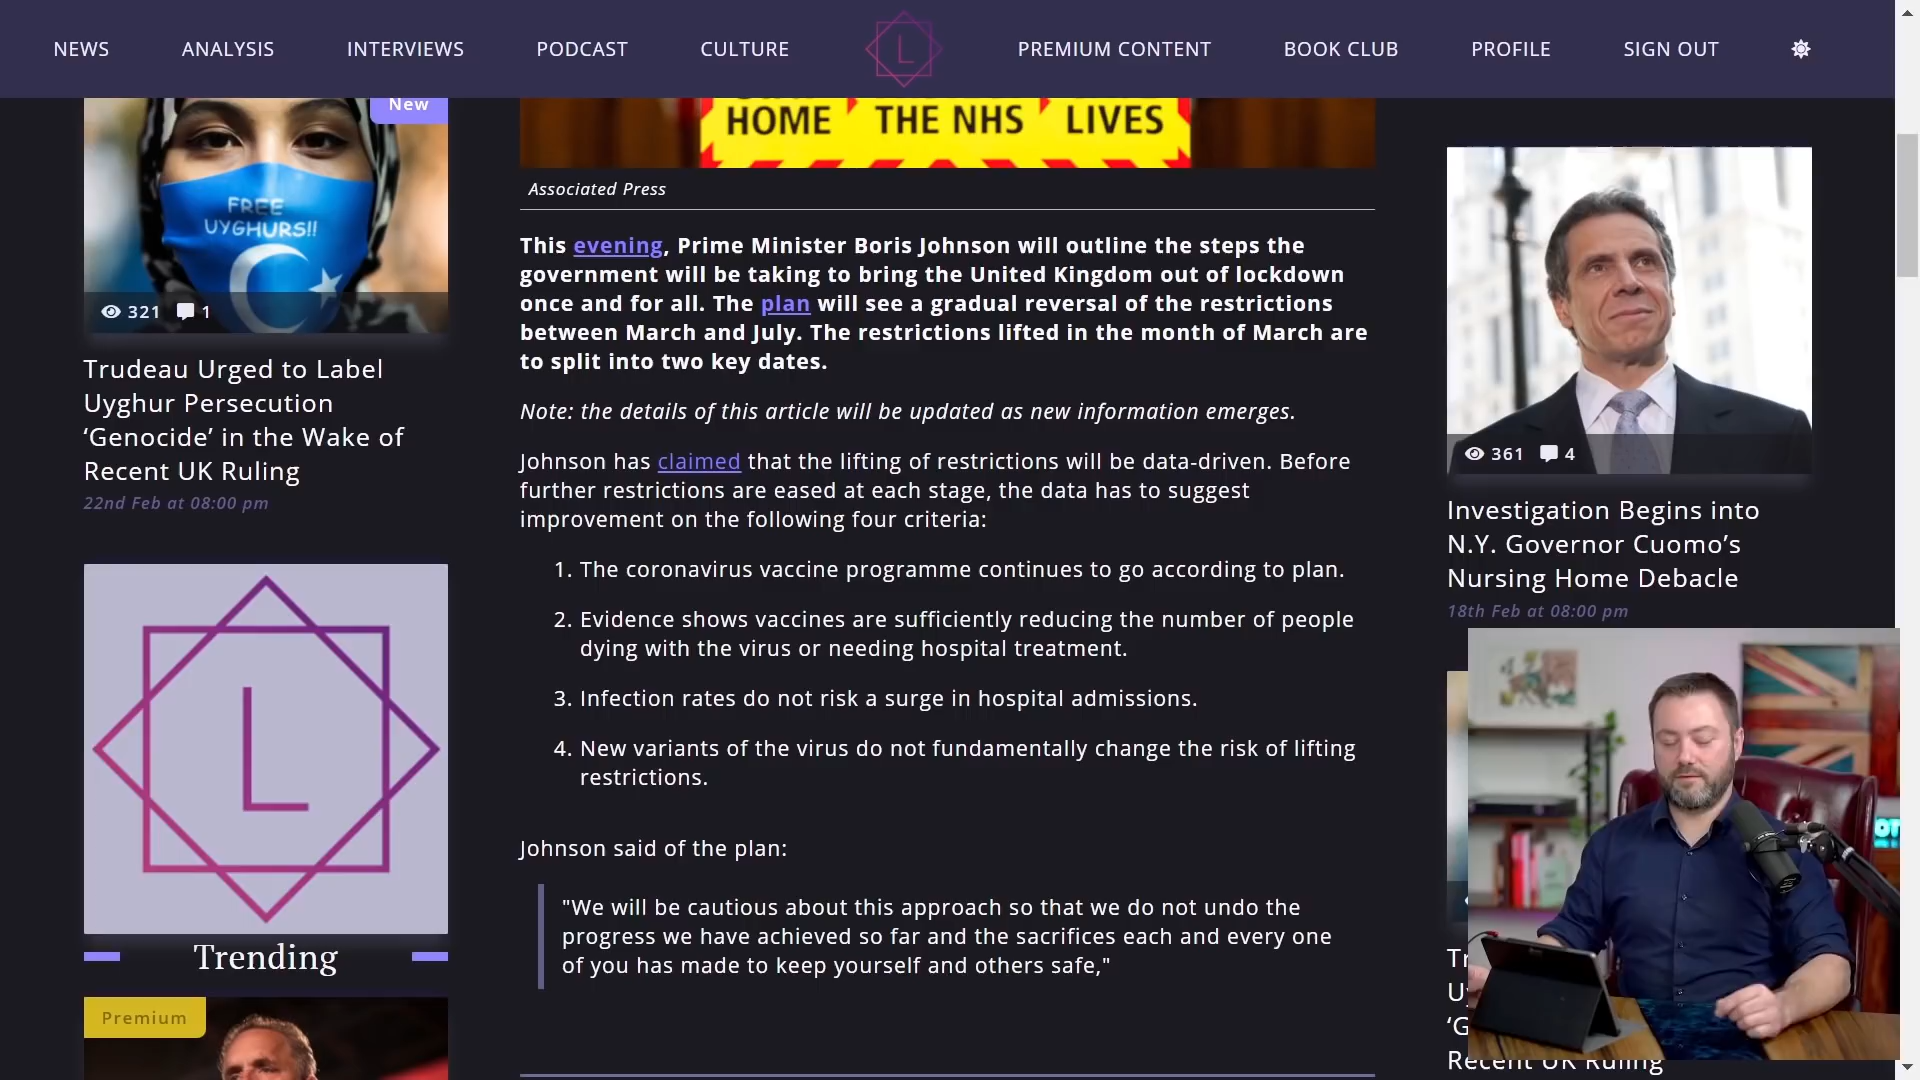 NEWS
ANALYSIS
INTERVIEWS
PODCAST
CULTURE
L
PREMIUM CONTENT
BOOK CLUB
PROFILE
SIGN OUT
New
FREE
UYGHURS!!
321
1
Trudeau Urged to Label
Uyghur Persecution
‘Genocide’ in the Wake of
Recent UK Ruling
22nd Feb at 08:00 pm
L
Trending
Premium
HOME THE NHS LIVES
Associated Press
This evening, Prime Minister Boris Johnson will outline the steps the
government will be taking to bring the United Kingdom out of lockdown
once and for all. The plan will see a gradual reversal of the restrictions
between March and July. The restrictions lifted in the month of March are
to split into two key dates.
Note: the details of this article will be updated as new information emerges.
Johnson has claimed that the lifting of restrictions will be data-driven. Before
further restrictions are eased at each stage, the data has to suggest
improvement on the following four criteria:
1. The coronavirus vaccine programme continues to go according to plan.
2. Evidence shows vaccines are sufficiently reducing the number of people
dying with the virus or needing hospital treatment.
3. Infection rates do not risk a surge in hospital admissions.
4. New variants of the virus do not fundamentally change the risk of lifting
restrictions.
Johnson said of the plan:
"We will be cautious about this approach so that we do not undo the
progress we have achieved so far and the sacrifices each and every one
of you has made to keep yourself and others safe,"
361
4
Investigation Begins into
N.Y. Governor Cuomo’s
Nursing Home Debacle
18th Feb at 08:00 pm
Recent UK Ruling